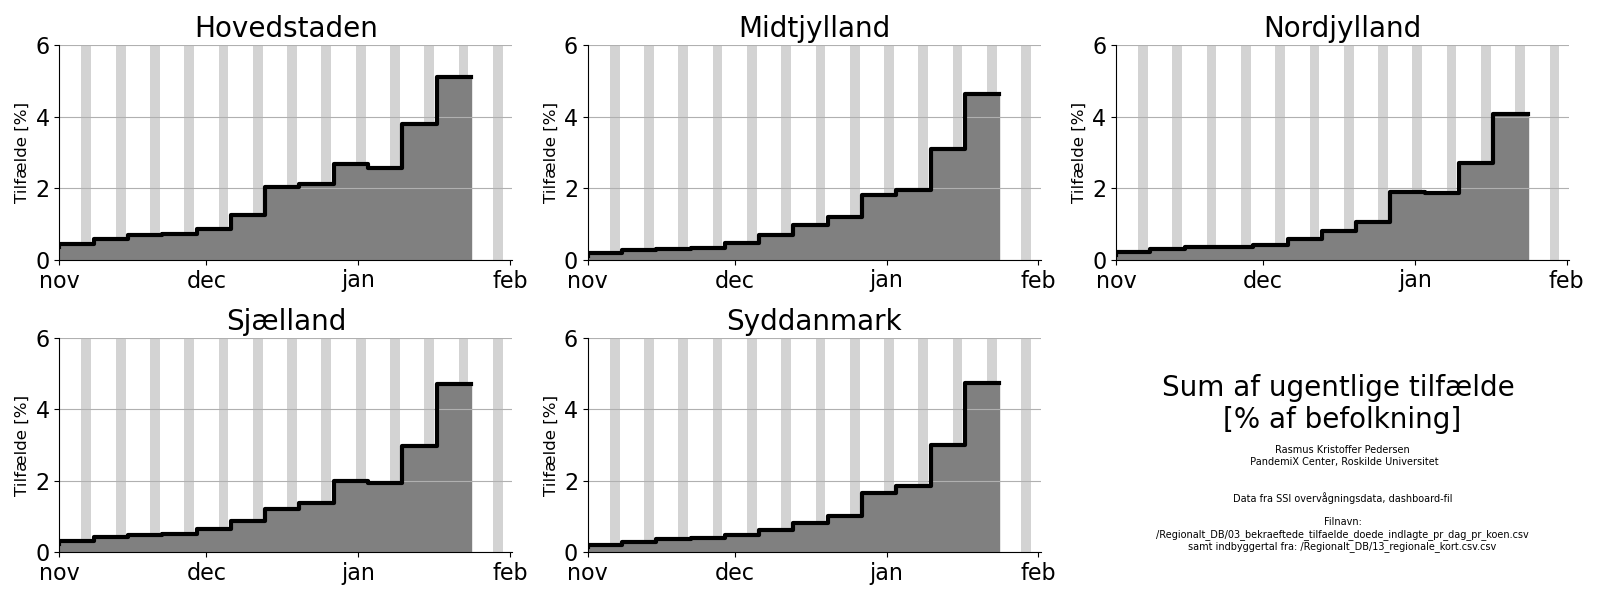 Hovedstaden
6
4
2
0
Tilfælde [%]
nov dec jan feb
Midtjylland
6
4
2
0
Tilfælde [%]
nov dec jan feb
Nordjylland
6
4
2
0
Tilfælde [%]
nov dec jan feb
Sjælland
6
4
2
0
Tilfælde [%]
nov dec jan feb
Syddanmark
6
4
2
0
Tilfælde [%]
nov dec jan feb
Sum af ugentlige tilfælde
[% af befolkning]
Rasmus Kristoffer Pedersen
PandemiX Center, Roskilde Universitet
Data fra SSI overvågningsdata, dashboard-fil
Filnavn:
/Regionalt_DB/03_bekraeftede_tilfaelde_doede_indlagte_pr_dag_pr_koen.csv
samt indbyggertal fra: /Regionalt_DB/13_regionale_kort.csv.csv